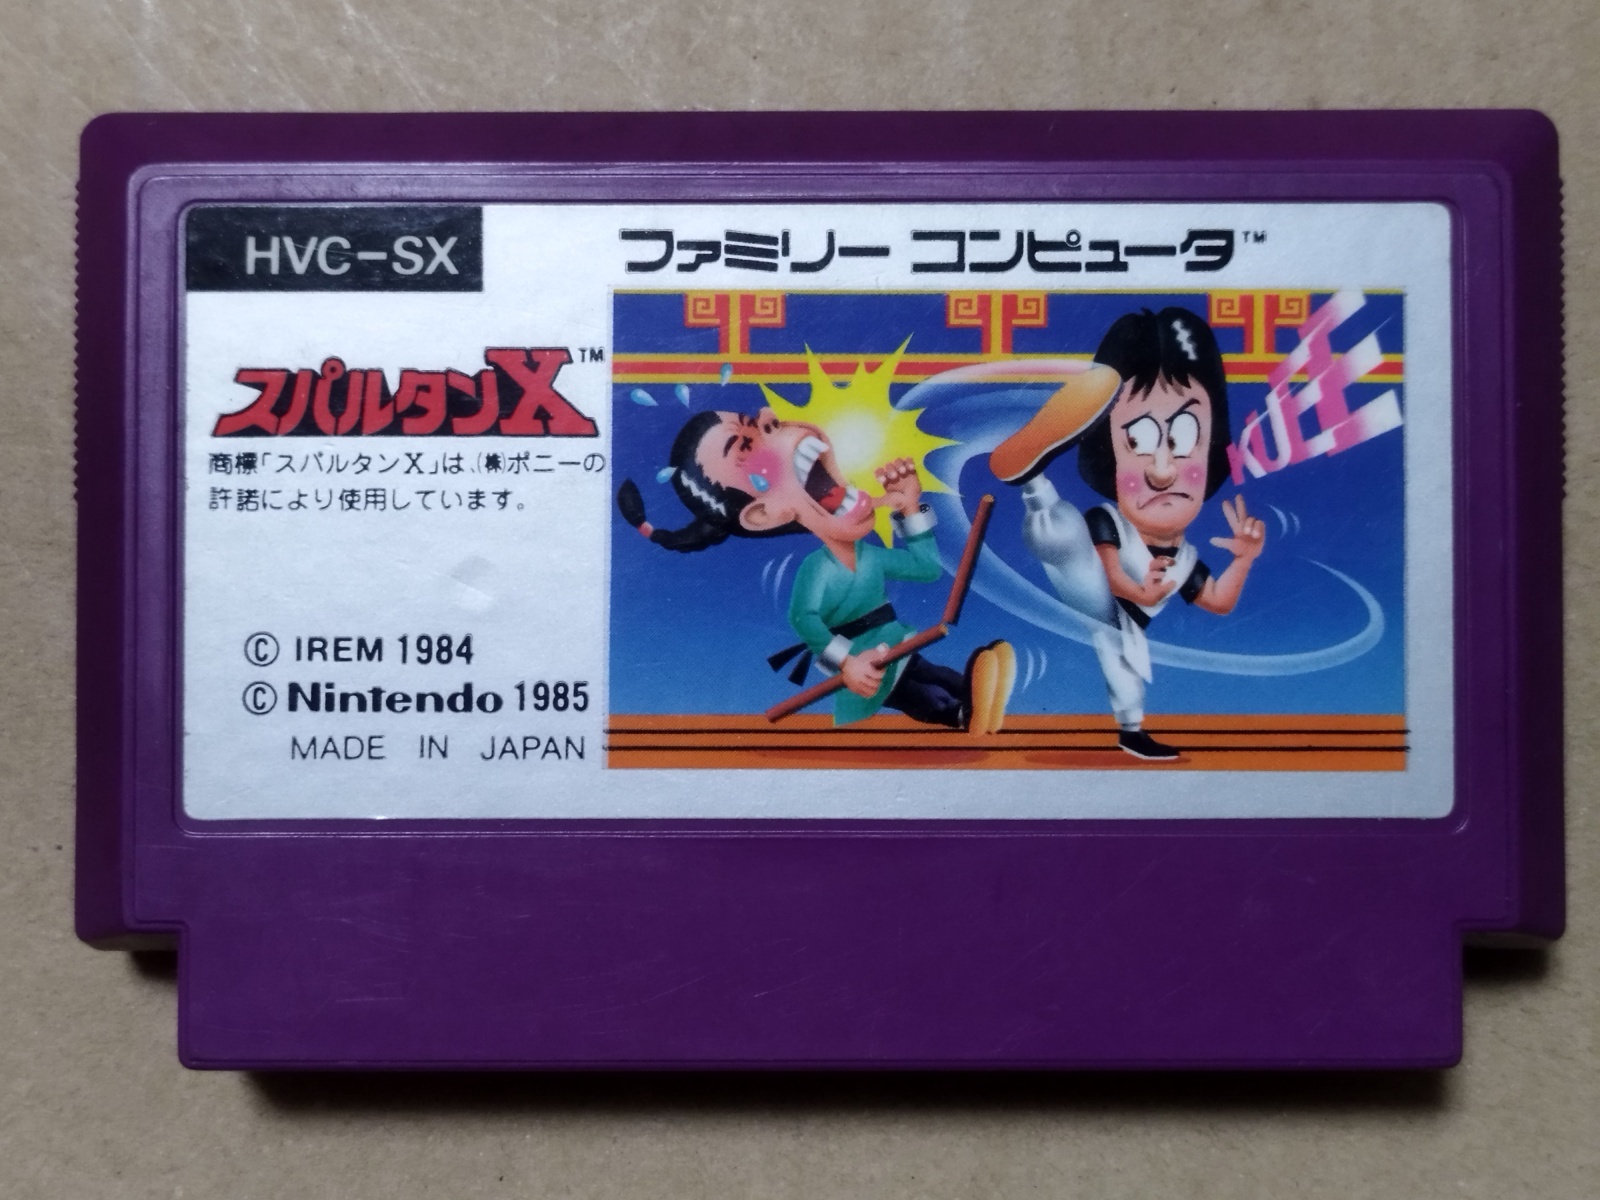 HVC-SX
ファミリー コンピュータ™
スパルタンX™
商標「スパルタンX」は、(株)ポニーの
許諾により使用しています。
© IREM 1984
© Nintendo 1985
MADE IN JAPAN
KUEEE